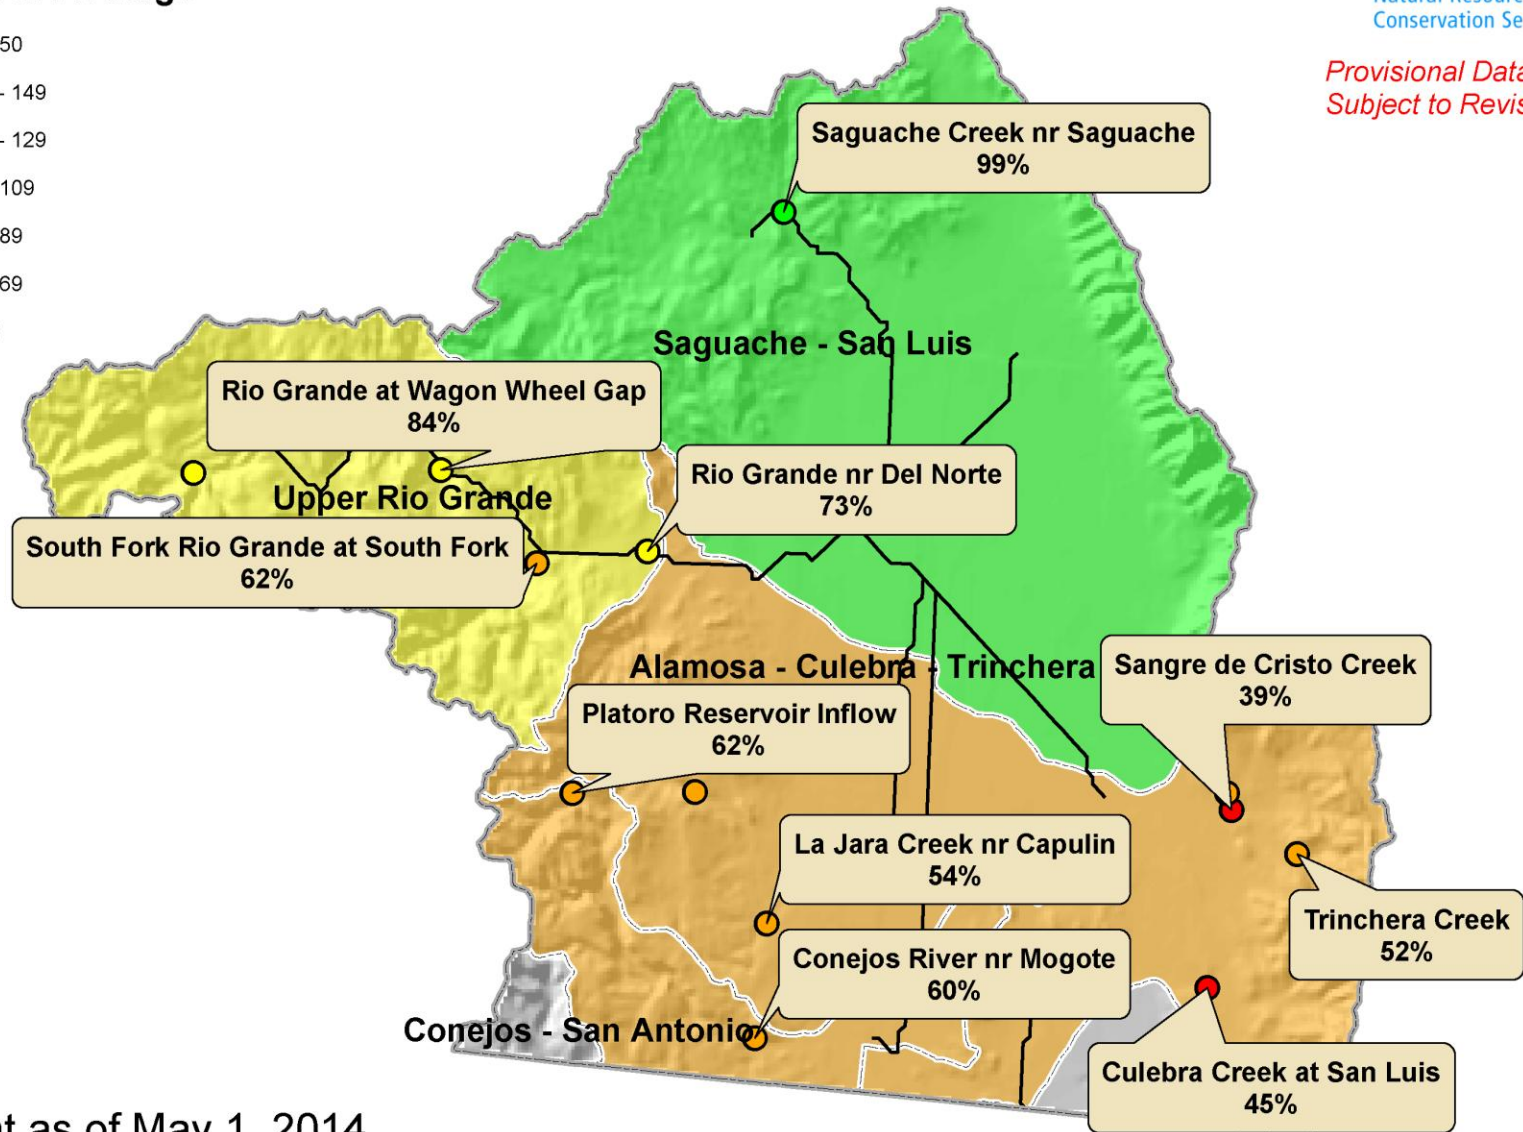 50
- 149
- 129
109
89
69
Conservation Se
Provisional Data
Subject to Revis
Saguache Creek nr Saguache
99%
Saguache - San Luis
Rio Grande at Wagon Wheel Gap
84%
Rio Grande nr Del Norte
73%
Upper Rio Grande
South Fork Rio Grande at South Fork
62%
Alamosa - Culebra - Trinchera
Sangre de Cristo Creek
39%
Platoro Reservoir Inflow
62%
La Jara Creek nr Capulin
54%
Trinchera Creek
52%
Conejos River nr Mogote
60%
Conejos - San Antonio
Culebra Creek at San Luis
45%
t as of May 1, 2014